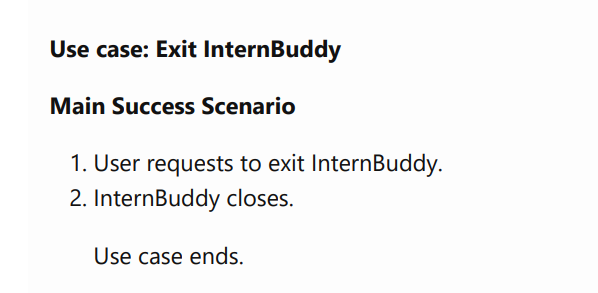 Use case: Exit InternBuddy
Main Success Scenario
1. User requests to exit InternBuddy.
2. InternBuddy closes.
Use case ends.